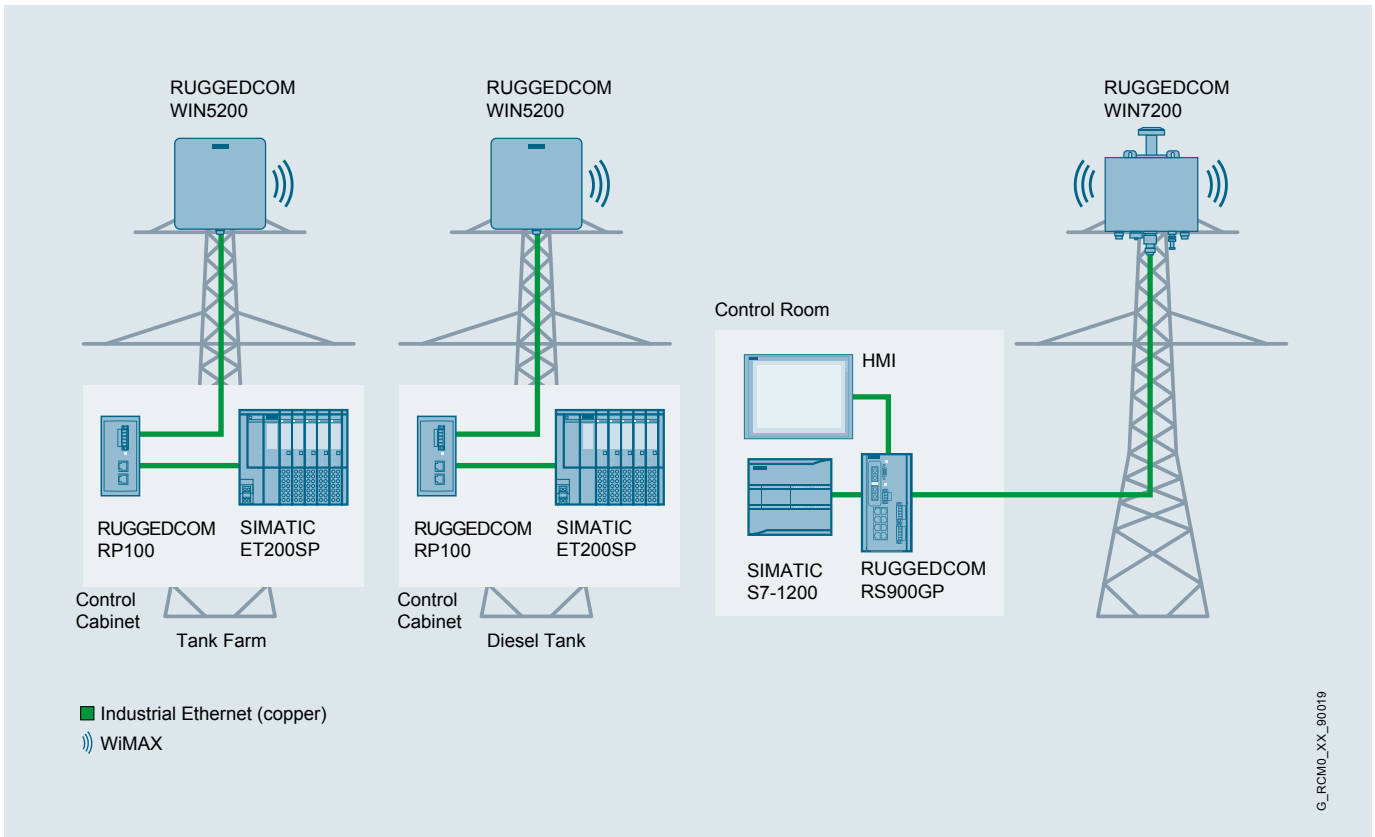 RUGGEDCOM
WIN5200
RUGGEDCOM
WIN5200
RUGGEDCOM
WIN7200
Control Room
HMI
RUGGEDCOM
RP100
SIMATIC
ET200SP
RUGGEDCOM
RP100
SIMATIC
ET200SP
SIMATIC
S7-1200
RUGGEDCOM
RS900GP
Control
Cabinet
Tank Farm
Control
Cabinet
Diesel Tank
Industrial Ethernet (copper)
WiMAX
G_RCM0_XX_90019